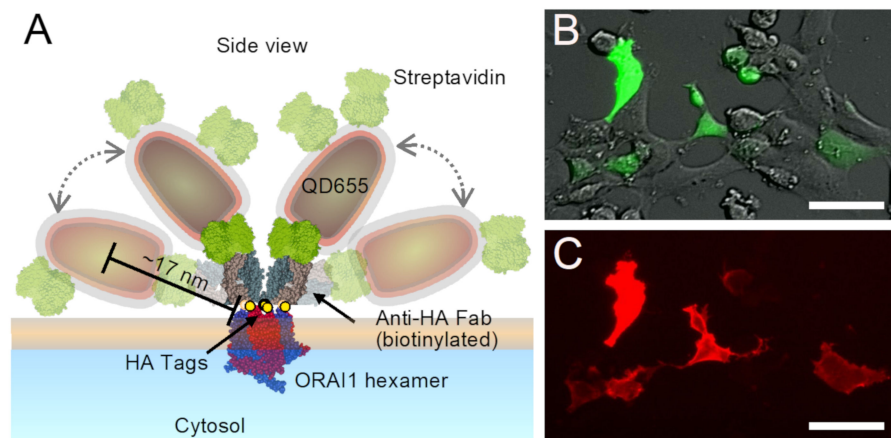 A
Side view
Streptavidin
QD655
~17 nm
Anti-HA Fab
(biotinylated)
HA Tags
ORAI1 hexamer
Cytosol
B
C